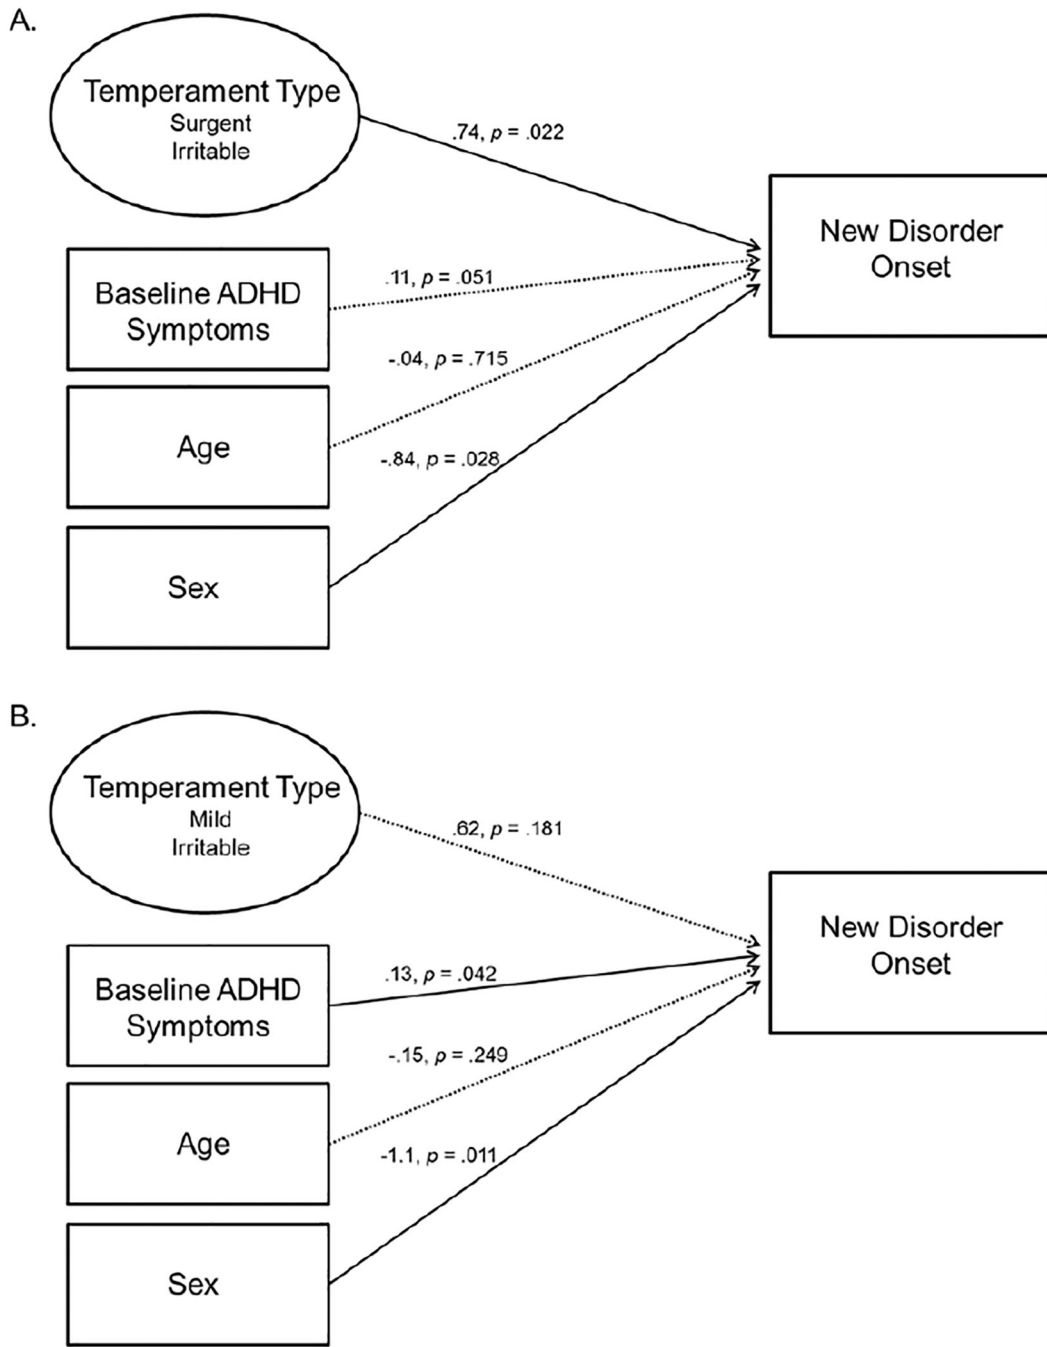 A.
Temperament Type
Surgent
Irritable
.74, p = .022
New Disorder
Onset
Baseline ADHD
Symptoms
.11, p = .051
Age
-.04, p = .715
Sex
-.84, p = .028
B.
Temperament Type
Mild
Irritable
.62, p = .181
New Disorder
Onset
Baseline ADHD
Symptoms
.13, p = .042
Age
-.15, p = .249
Sex
-1.1, p = .011